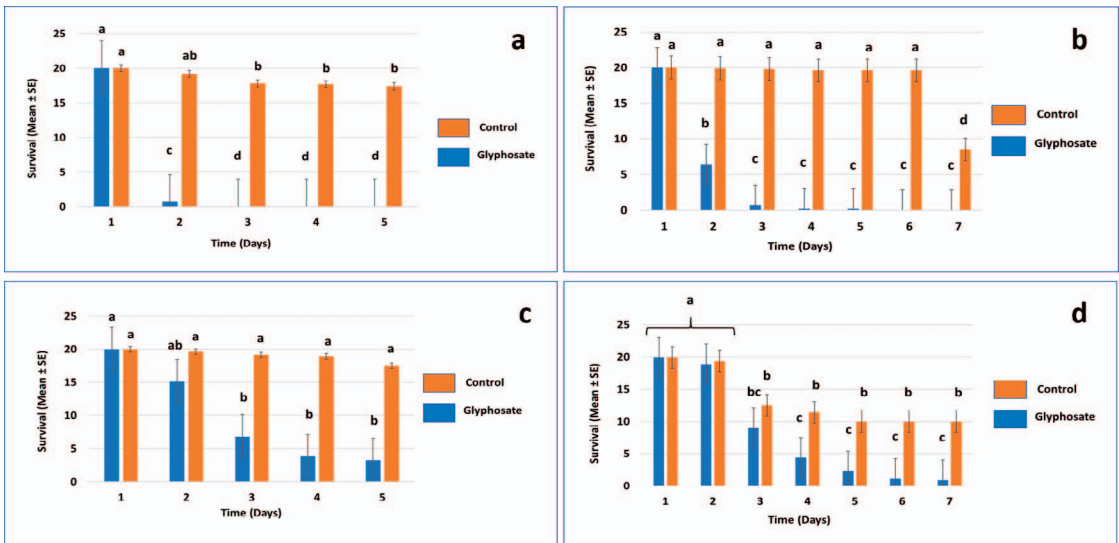 a
25
20
15
10
5
0
Survival (Mean ± SE)
a a ab b b b
c d d d
1 2 3 4 5
Time (Days)
Control
Glyphosate
b
25
20
15
10
5
0
Survival (Mean ± SE)
a a a a a a a
b c c c c c d
1 2 3 4 5 6 7
Time (Days)
Control
Glyphosate
c
25
20
15
10
5
0
Survival (Mean ± SE)
a a ab a a a a
b b b
1 2 3 4 5
Time (Days)
Control
Glyphosate
d
25
20
15
10
5
0
Survival (Mean ± SE)
a
bc b b b b b
c c c c
1 2 3 4 5 6 7
Time (Days)
Control
Glyphosate